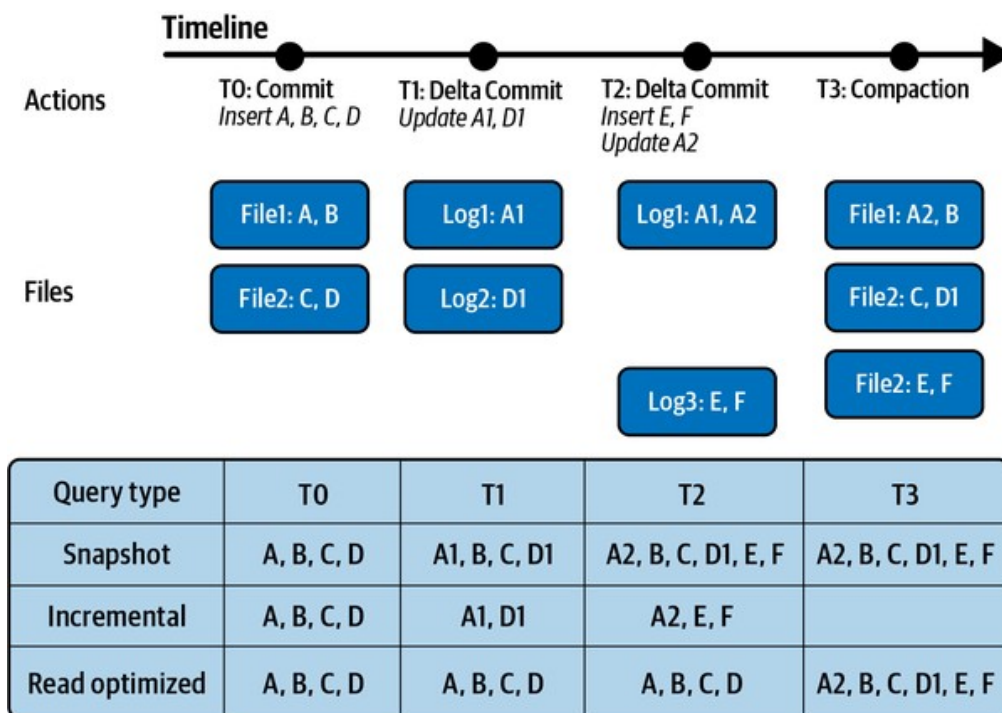 Timeline
Actions
T0: Commit
Insert A, B, C, D
T1: Delta Commit
Update A1, D1
T2: Delta Commit
Insert E, F
Update A2
T3: Compaction
Files
File1: A, B
Log1: A1
Log1: A1, A2
File1: A2, B
File2: C, D
Log2: D1
File2: C, D1
Log3: E, F
File2: E, F
Query type T0 T1 T2 T3
Snapshot A, B, C, D A1, B, C, D1 A2, B, C, D1, E, F A2, B, C, D1, E, F
Incremental A, B, C, D A1, D1 A2, E, F
Read optimized A, B, C, D A, B, C, D A, B, C, D A2, B, C, D1, E, F